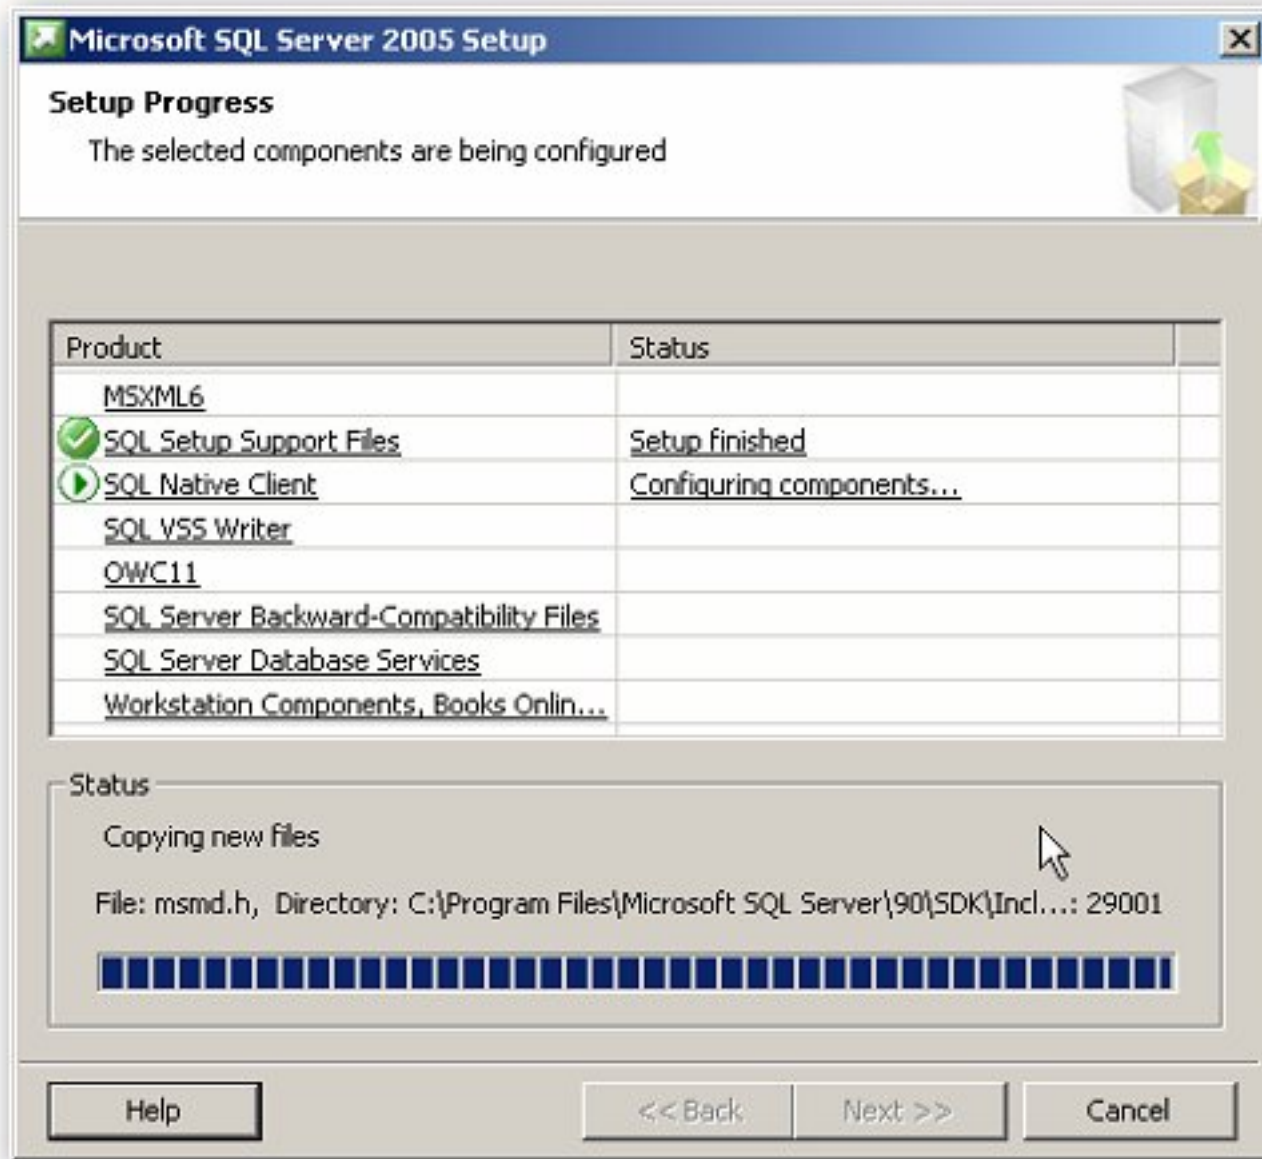 Microsoft SQL Server 2005 Setup
Setup Progress
The selected components are being configured
Product Status
MSXML6
SQL Setup Support Files Setup finished
SQL Native Client Configuring components...
SQL VSS Writer
OWC11
SQL Server Backward-Compatibility Files
SQL Server Database Services
Workstation Components, Books Onlin...
Status
Copying new files
File: msmd.h, Directory: C:\Program Files\Microsoft SQL Server\90\SDK\Incl...: 29001
Help << Back Next >> Cancel